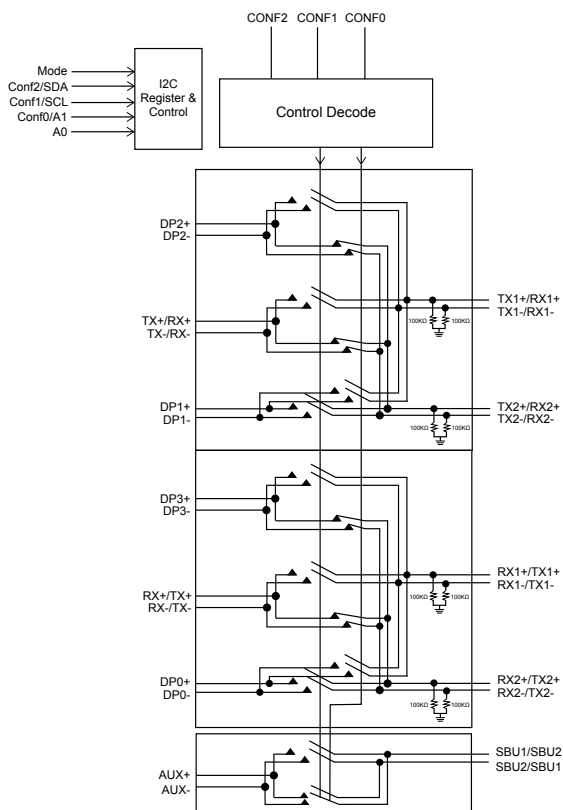 CONF2 CONF1 CONF0
Mode
Conf2/SDA
Conf1/SCL
Conf0/A1
A0
I2C
Register &
Control
Control Decode
DP2+
DP2-
TX+/RX+
TX-/RX-
TX1+/RX1+
TX1-/RX1-
100KΩ 100KΩ
DP1+
DP1-
TX2+/RX2+
TX2-/RX2-
100KΩ 100KΩ
DP3+
DP3-
RX+/TX+
RX-/TX-
RX1+/TX1+
RX1-/TX1-
100KΩ 100KΩ
DP0+
DP0-
RX2+/TX2+
RX2-/TX2-
100KΩ 100KΩ
AUX+
AUX-
SBU1/SBU2
SBU2/SBU1